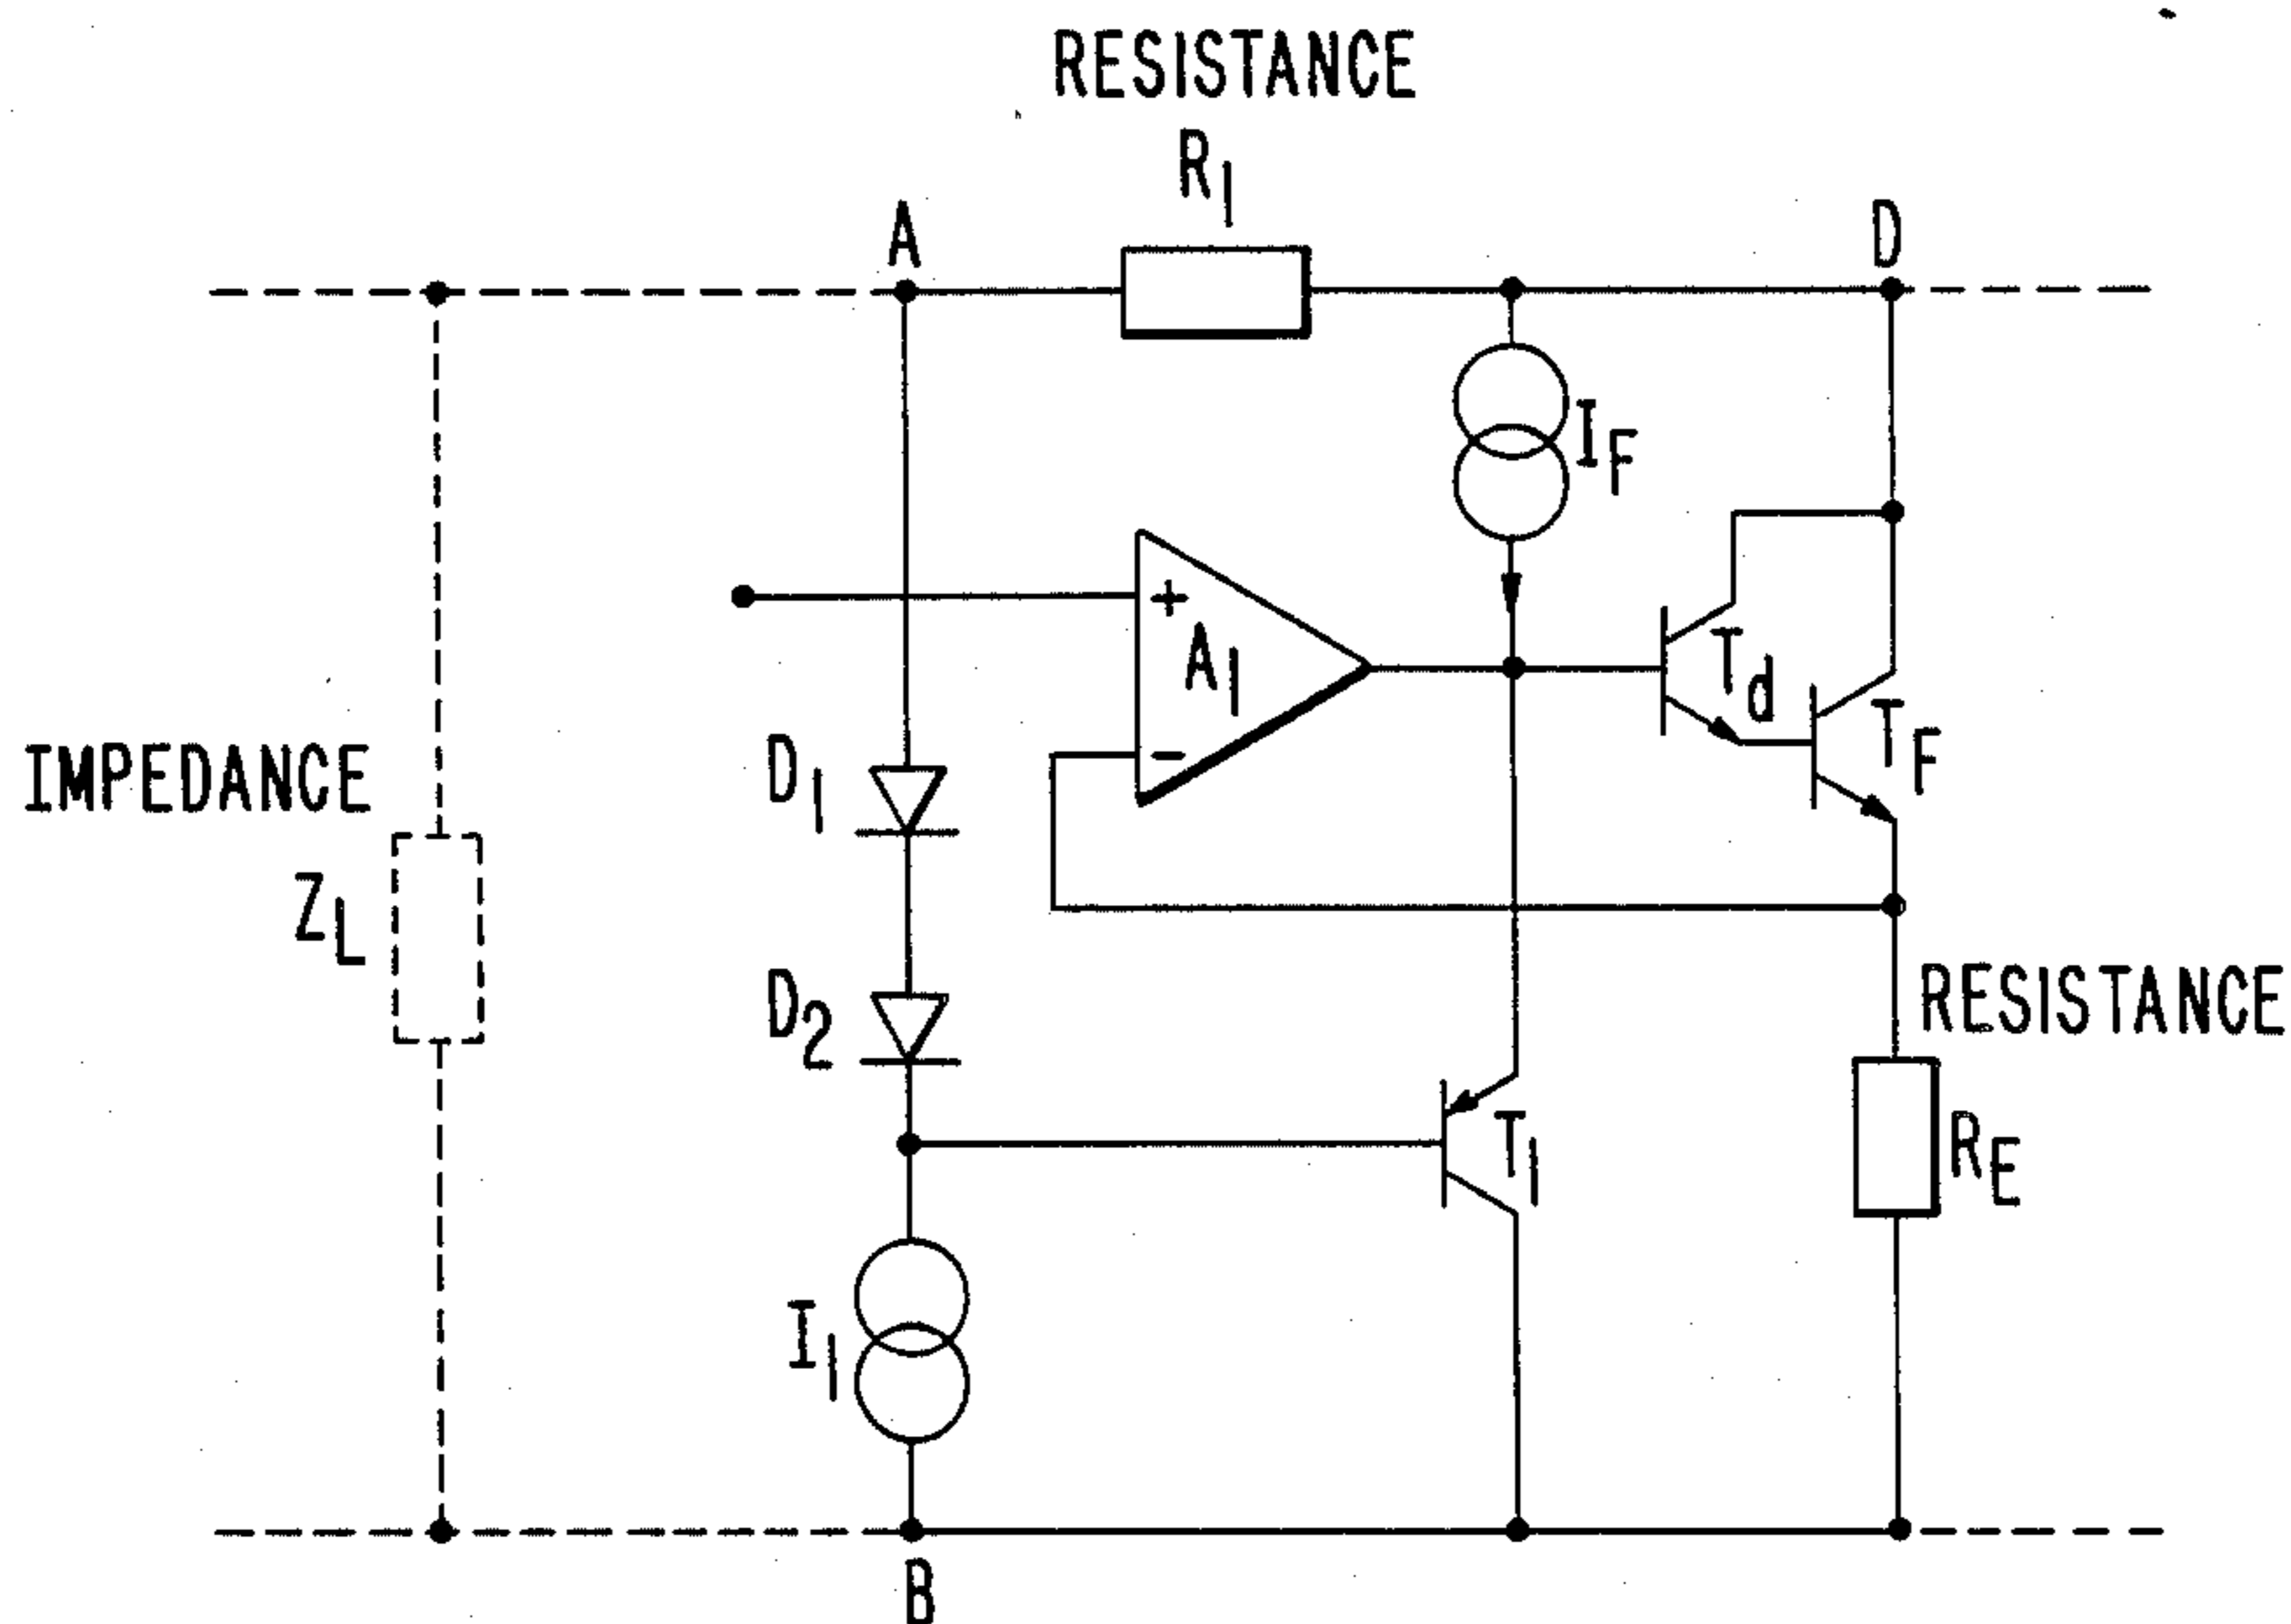 RESISTANCE
R1
A
D
IF
+
A1
-
Td
TF
D1
IMPEDANCE
ZL
D2
RESISTANCE
T1
RE
I1
B